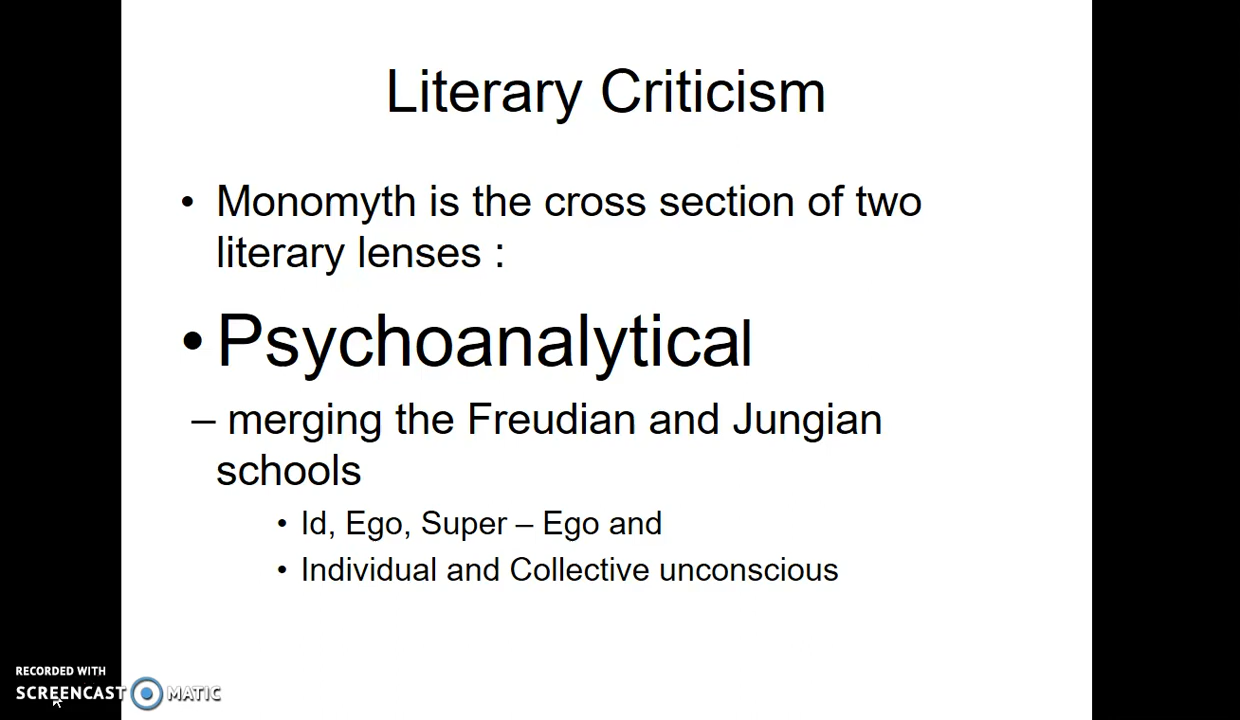 Literary Criticism
• Monomyth is the cross section of two
literary lenses :
• Psychoanalytical
– merging the Freudian and Jungian
schools
• Id, Ego, Super – Ego and
• Individual and Collective unconscious
RECORDED WITH
SCREENCAST MATIC